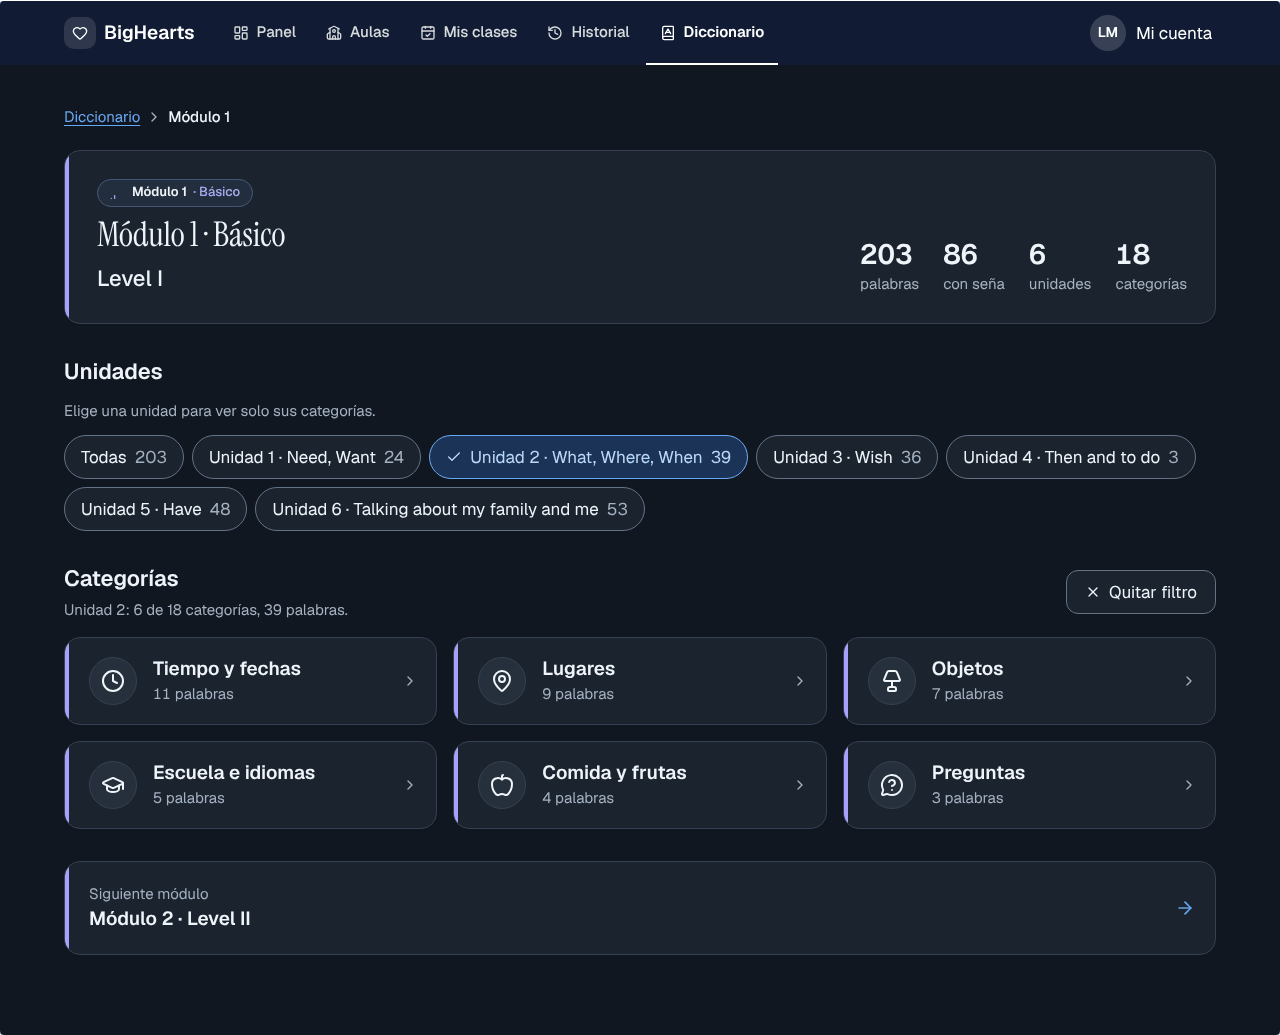 BigHearts
Panel
Aulas
Mis clases
Historial
Diccionario
LM
Mi cuenta
Diccionario
Módulo 1
Módulo 1 · Básico
Módulo 1 · Básico
Level I
203
palabras
86
con seña
6
unidades
18
categorías
Unidades
Elige una unidad para ver solo sus categorías.
Todas 203
Unidad 1 · Need, Want 24
Unidad 2 · What, Where, When 39
Unidad 3 · Wish 36
Unidad 4 · Then and to do 3
Unidad 5 · Have 48
Unidad 6 · Talking about my family and me 53
Categorías
Unidad 2: 6 de 18 categorías, 39 palabras.
Quitar filtro
Tiempo y fechas
11 palabras
Lugares
9 palabras
Objetos
7 palabras
Escuela e idiomas
5 palabras
Comida y frutas
4 palabras
Preguntas
3 palabras
Siguiente módulo
Módulo 2 · Level II